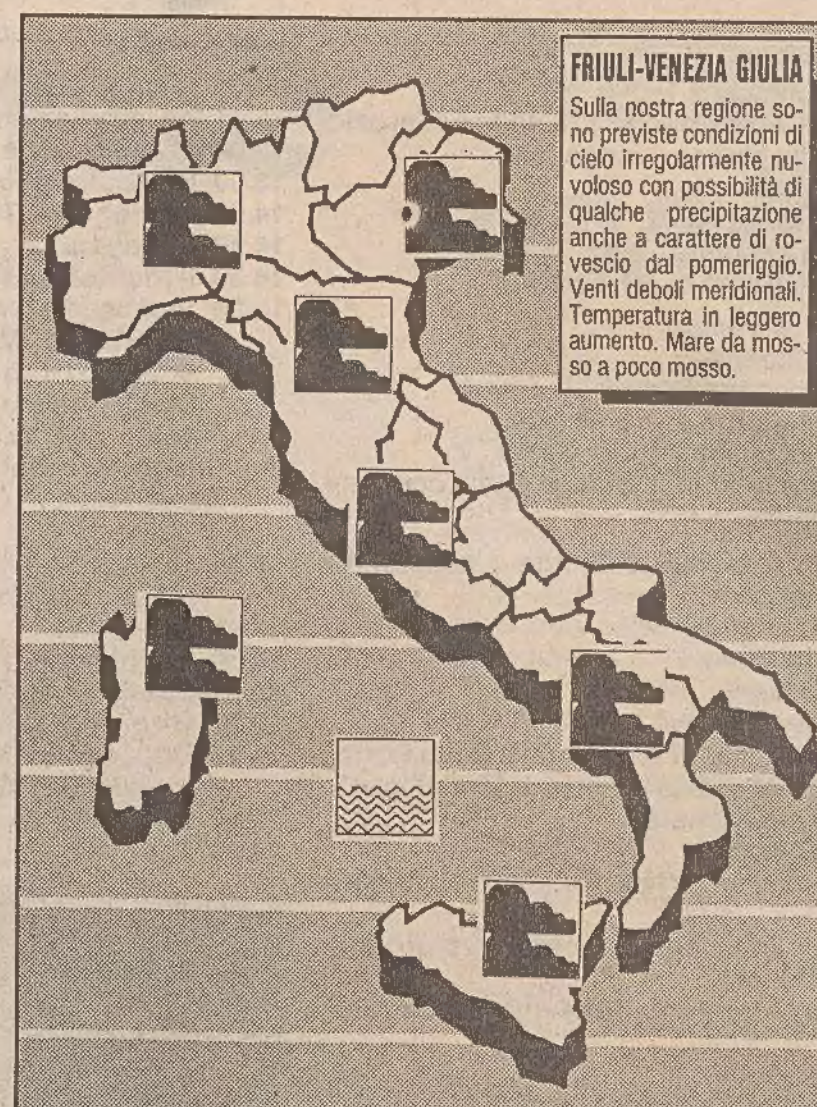 FRIULI-VENEZIA GIULIA
Sulla nostra regione so-
no previste condizioni di
cielo irregolarmente nu-
voloso con possibilità di
qualche precipitazione
anche a carattere di ro-
vescio dal pomeriggio.
Venti deboli meridionali.
Temperatura in leggero
aumento. Mare da mos-
so a poco mosso.